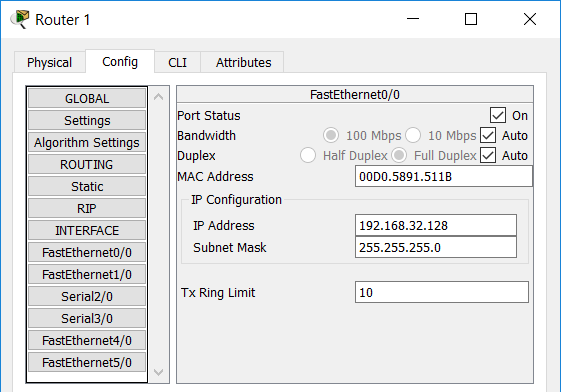 Router 1
Physical Config CLI Attributes
GLOBAL
Settings
Algorithm Settings
ROUTING
Static
RIP
INTERFACE
FastEthernet0/0
FastEthernet1/0
Serial2/0
Serial3/0
FastEthernet4/0
FastEthernet5/0
FastEthernet0/0
Port Status On
Bandwidth 100 Mbps 10 Mbps Auto
Duplex Half Duplex Full Duplex Auto
MAC Address 00D0.5891.511B
IP Configuration
IP Address 192.168.32.128
Subnet Mask 255.255.255.0
Tx Ring Limit 10